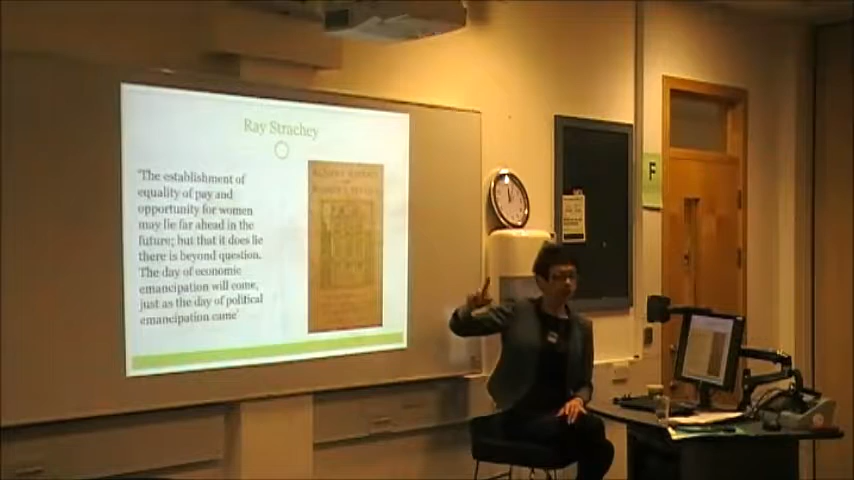 Ray Strachey
'The establishment of
equality of pay and
opportunity for women
may lie far ahead in the
future; but that it does lie
there is beyond question.
The day of economic
emancipation will come,
just as the day of political
emancipation came'
F